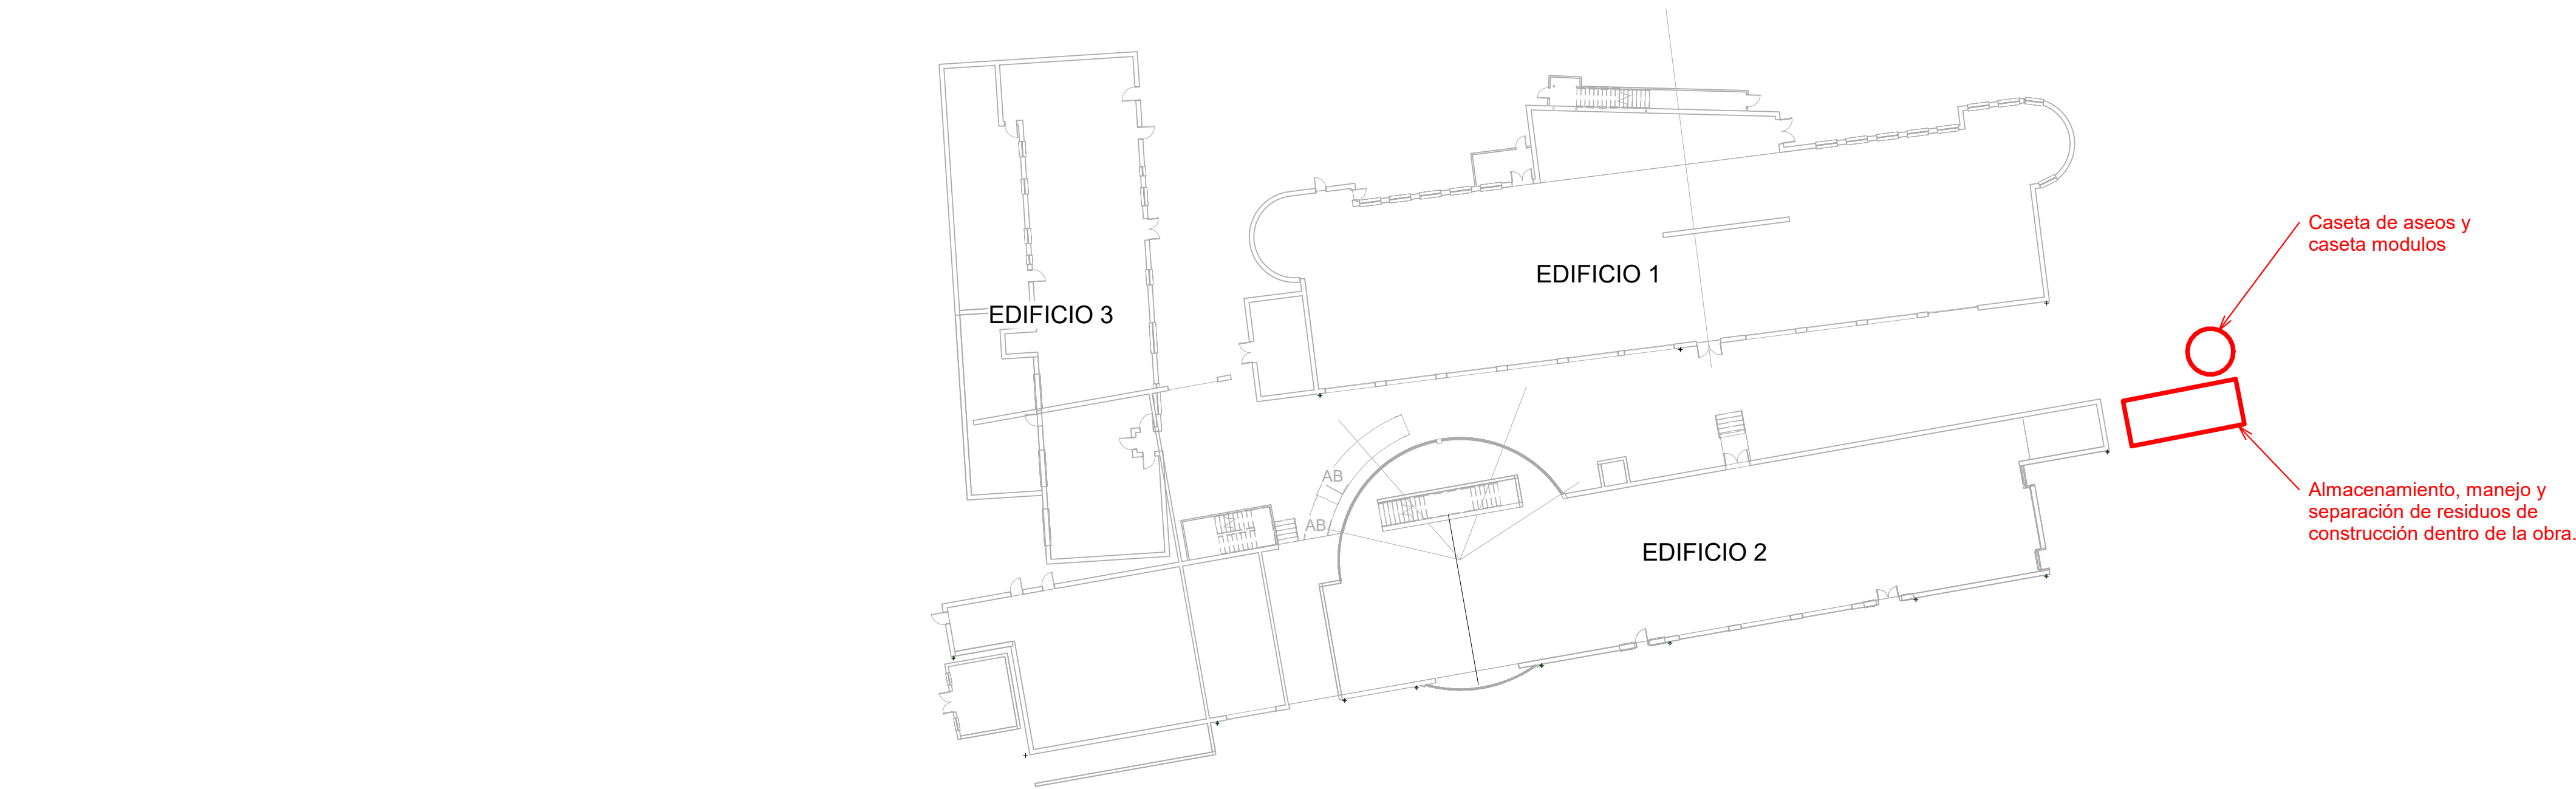 Caseta de aseos y
caseta modulos
EDIFICIO 1
EDIFICIO 3
AB
AB
Almacenamiento, manejo y
separación de residuos de
construcción dentro de la obra.
EDIFICIO 2